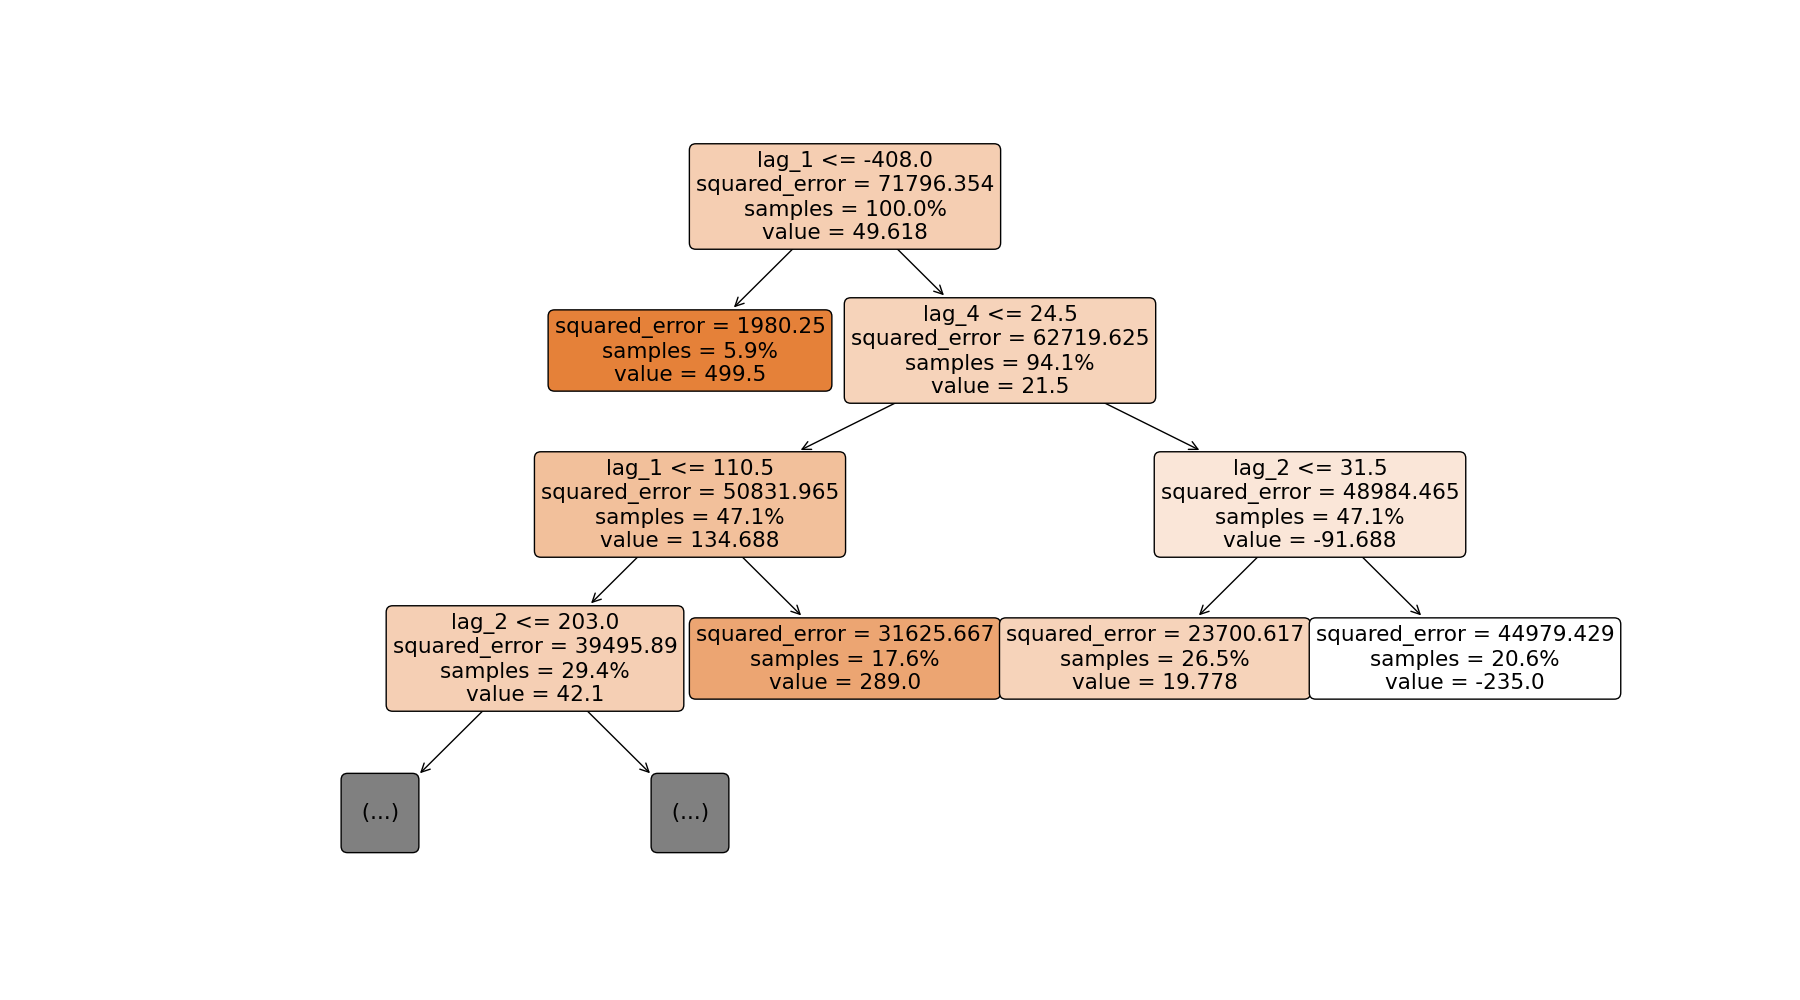 lag_1 <= -408.0
squared_error = 71796.354
samples = 100.0%
value = 49.618
squared_error = 1980.25
samples = 5.9%
value = 499.5
lag_4 <= 24.5
squared_error = 62719.625
samples = 94.1%
value = 21.5
lag_1 <= 110.5
squared_error = 50831.965
samples = 47.1%
value = 134.688
lag_2 <= 31.5
squared_error = 48984.465
samples = 47.1%
value = -91.688
lag_2 <= 203.0
squared_error = 39495.89
samples = 29.4%
value = 42.1
squared_error = 31625.667
samples = 17.6%
value = 289.0
squared_error = 23700.617
samples = 26.5%
value = 19.778
squared_error = 44979.429
samples = 20.6%
value = -235.0
(...)
(...)